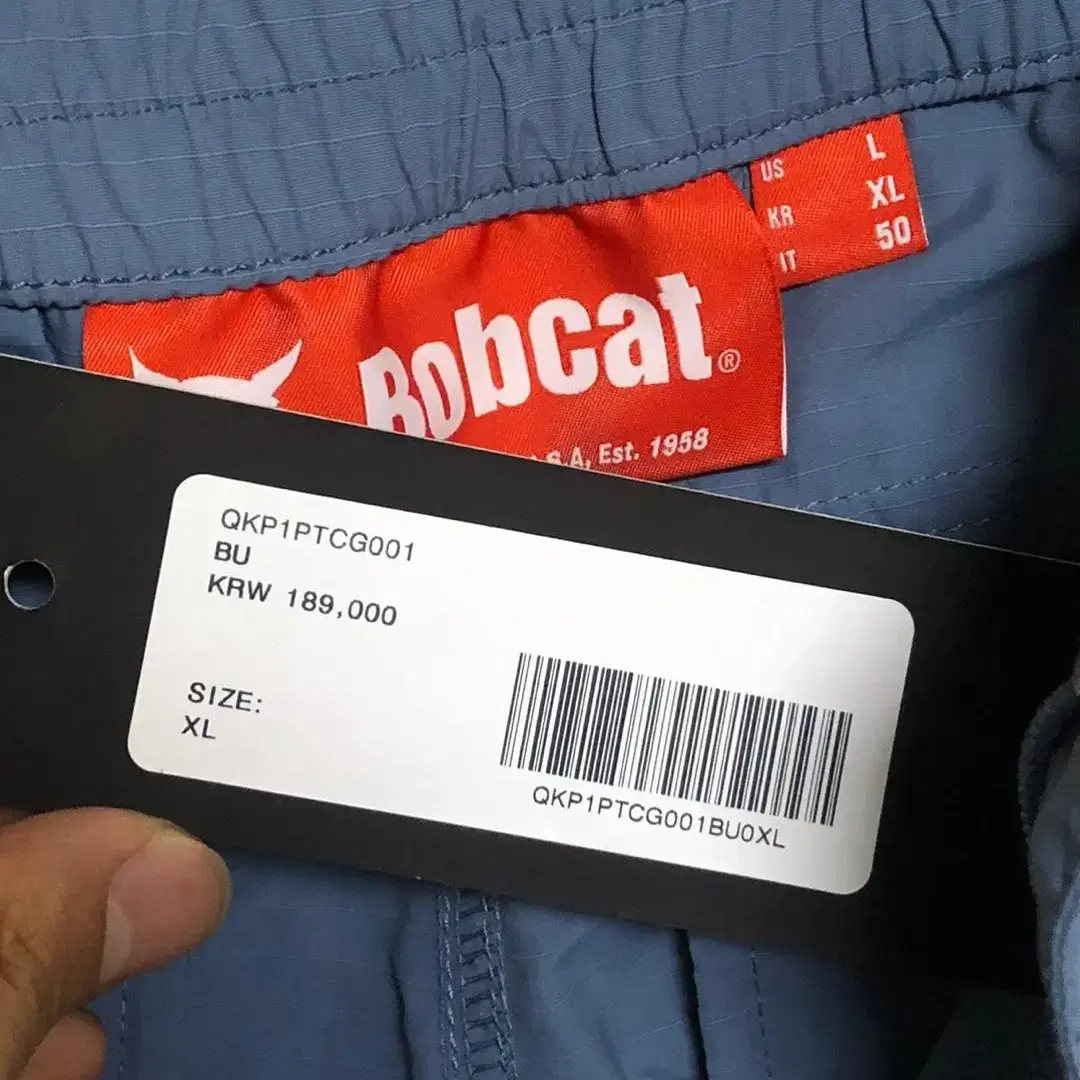 US L
KR XL
IT 50
Bobcat®
Est. 1958
QKP1PTCG001
BU
KRW 189,000
SIZE:
XL
QKP1PTCG001BU0XL